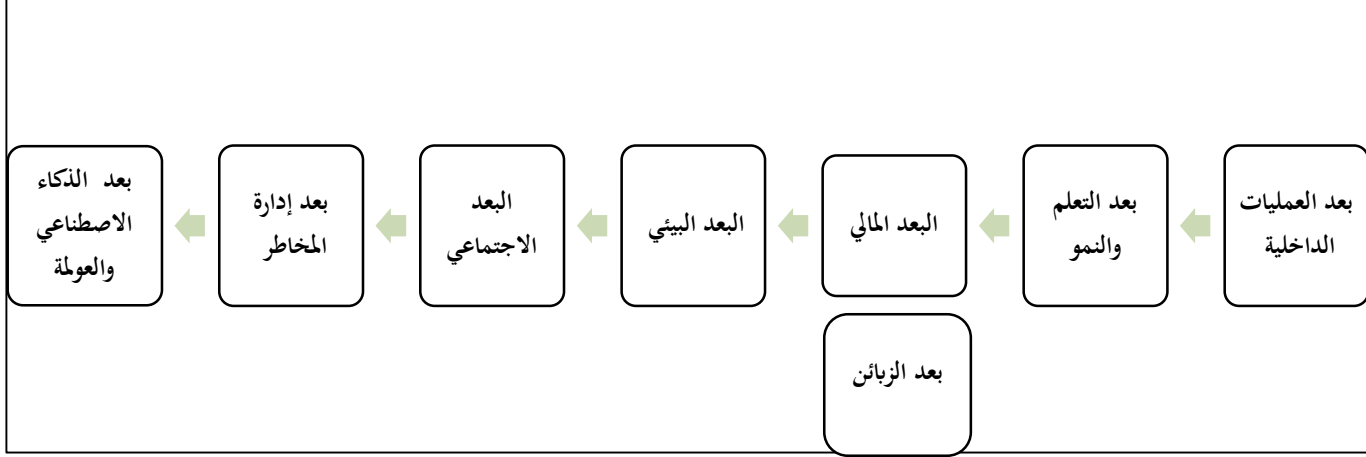 بعد العمليات
الداخلية
بعد التعلم
والنمو
البعد المالي
البعد البيئي
البعد
الاجتماعي
بعد إدارة
المخاطر
بعد الذكاء
الاصطناعي
والعولمة
بعد الزبائن